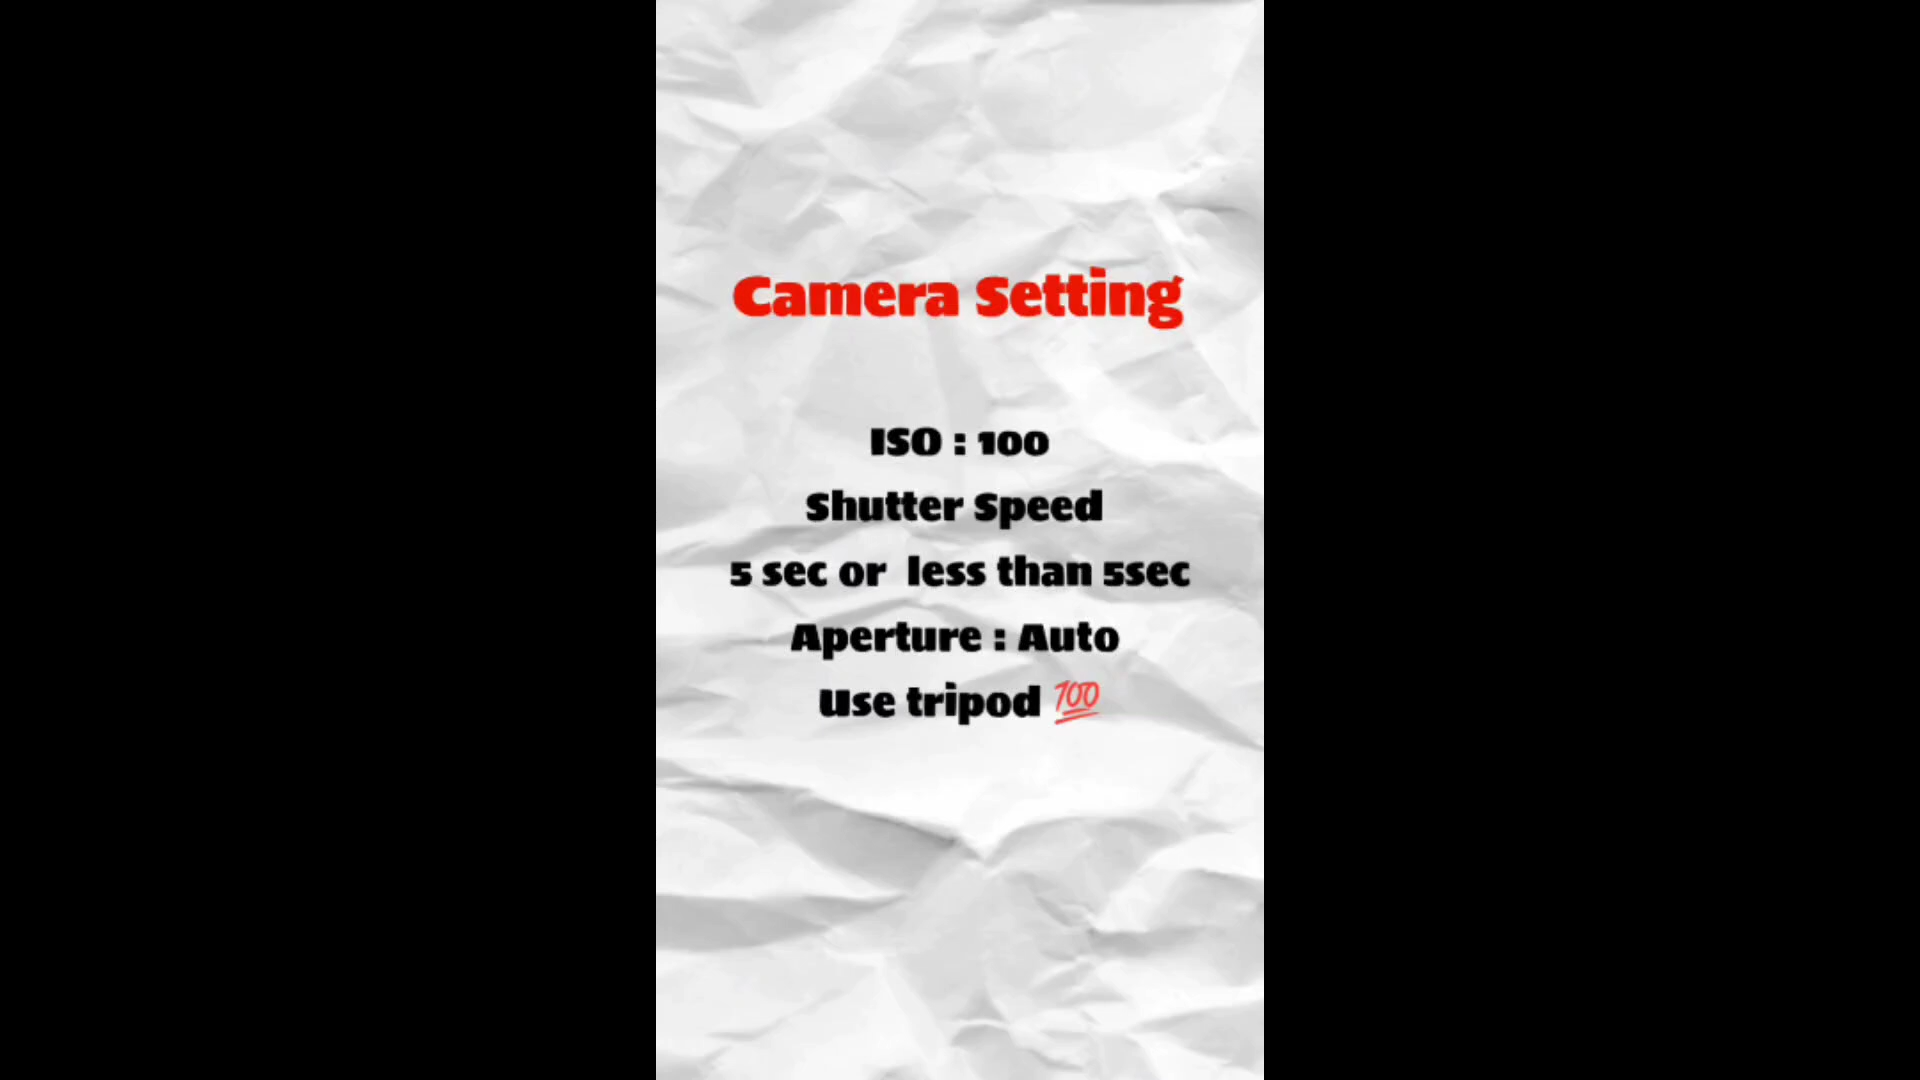 Camera Setting
ISO : 100
Shutter Speed
5 sec or less than 5sec
Aperture : Auto
Use tripod 💯